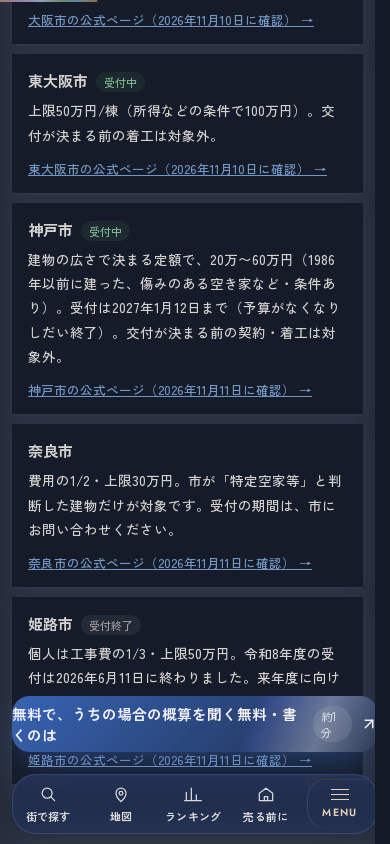 大阪市の公式ページ（2026年11月10日に確認） →
東大阪市 受付中
上限50万円/棟（所得などの条件で100万円）。交
付が決まる前の着工は対象外。
東大阪市の公式ページ（2026年11月10日に確認） →
神戸市 受付中
建物の広さで決まる定額で、20万〜60万円（1986
年以前に建った、傷みのある空き家など・条件あ
り）。受付は2027年1月12日まで（予算がなくなり
しだい終了）。交付が決まる前の契約・着工は対
象外。
神戸市の公式ページ（2026年11月11日に確認） →
奈良市
費用の1/2・上限30万円。市が「特定空家等」と判
断した建物だけが対象です。受付の期間は、市に
お問い合わせください。
奈良市の公式ページ（2026年11月11日に確認） →
姫路市 受付終了
個人は工事費の1/3・上限50万円。令和8年度の受
付は2026年6月11日に終わりました。来年度に向け
無料で、うちの場合の概算を聞く無料・書
くのは
約1
分
姫路市の公式ページ（2026年11月11日に確認） →
街で探す 地図 ランキング 売る前に MENU